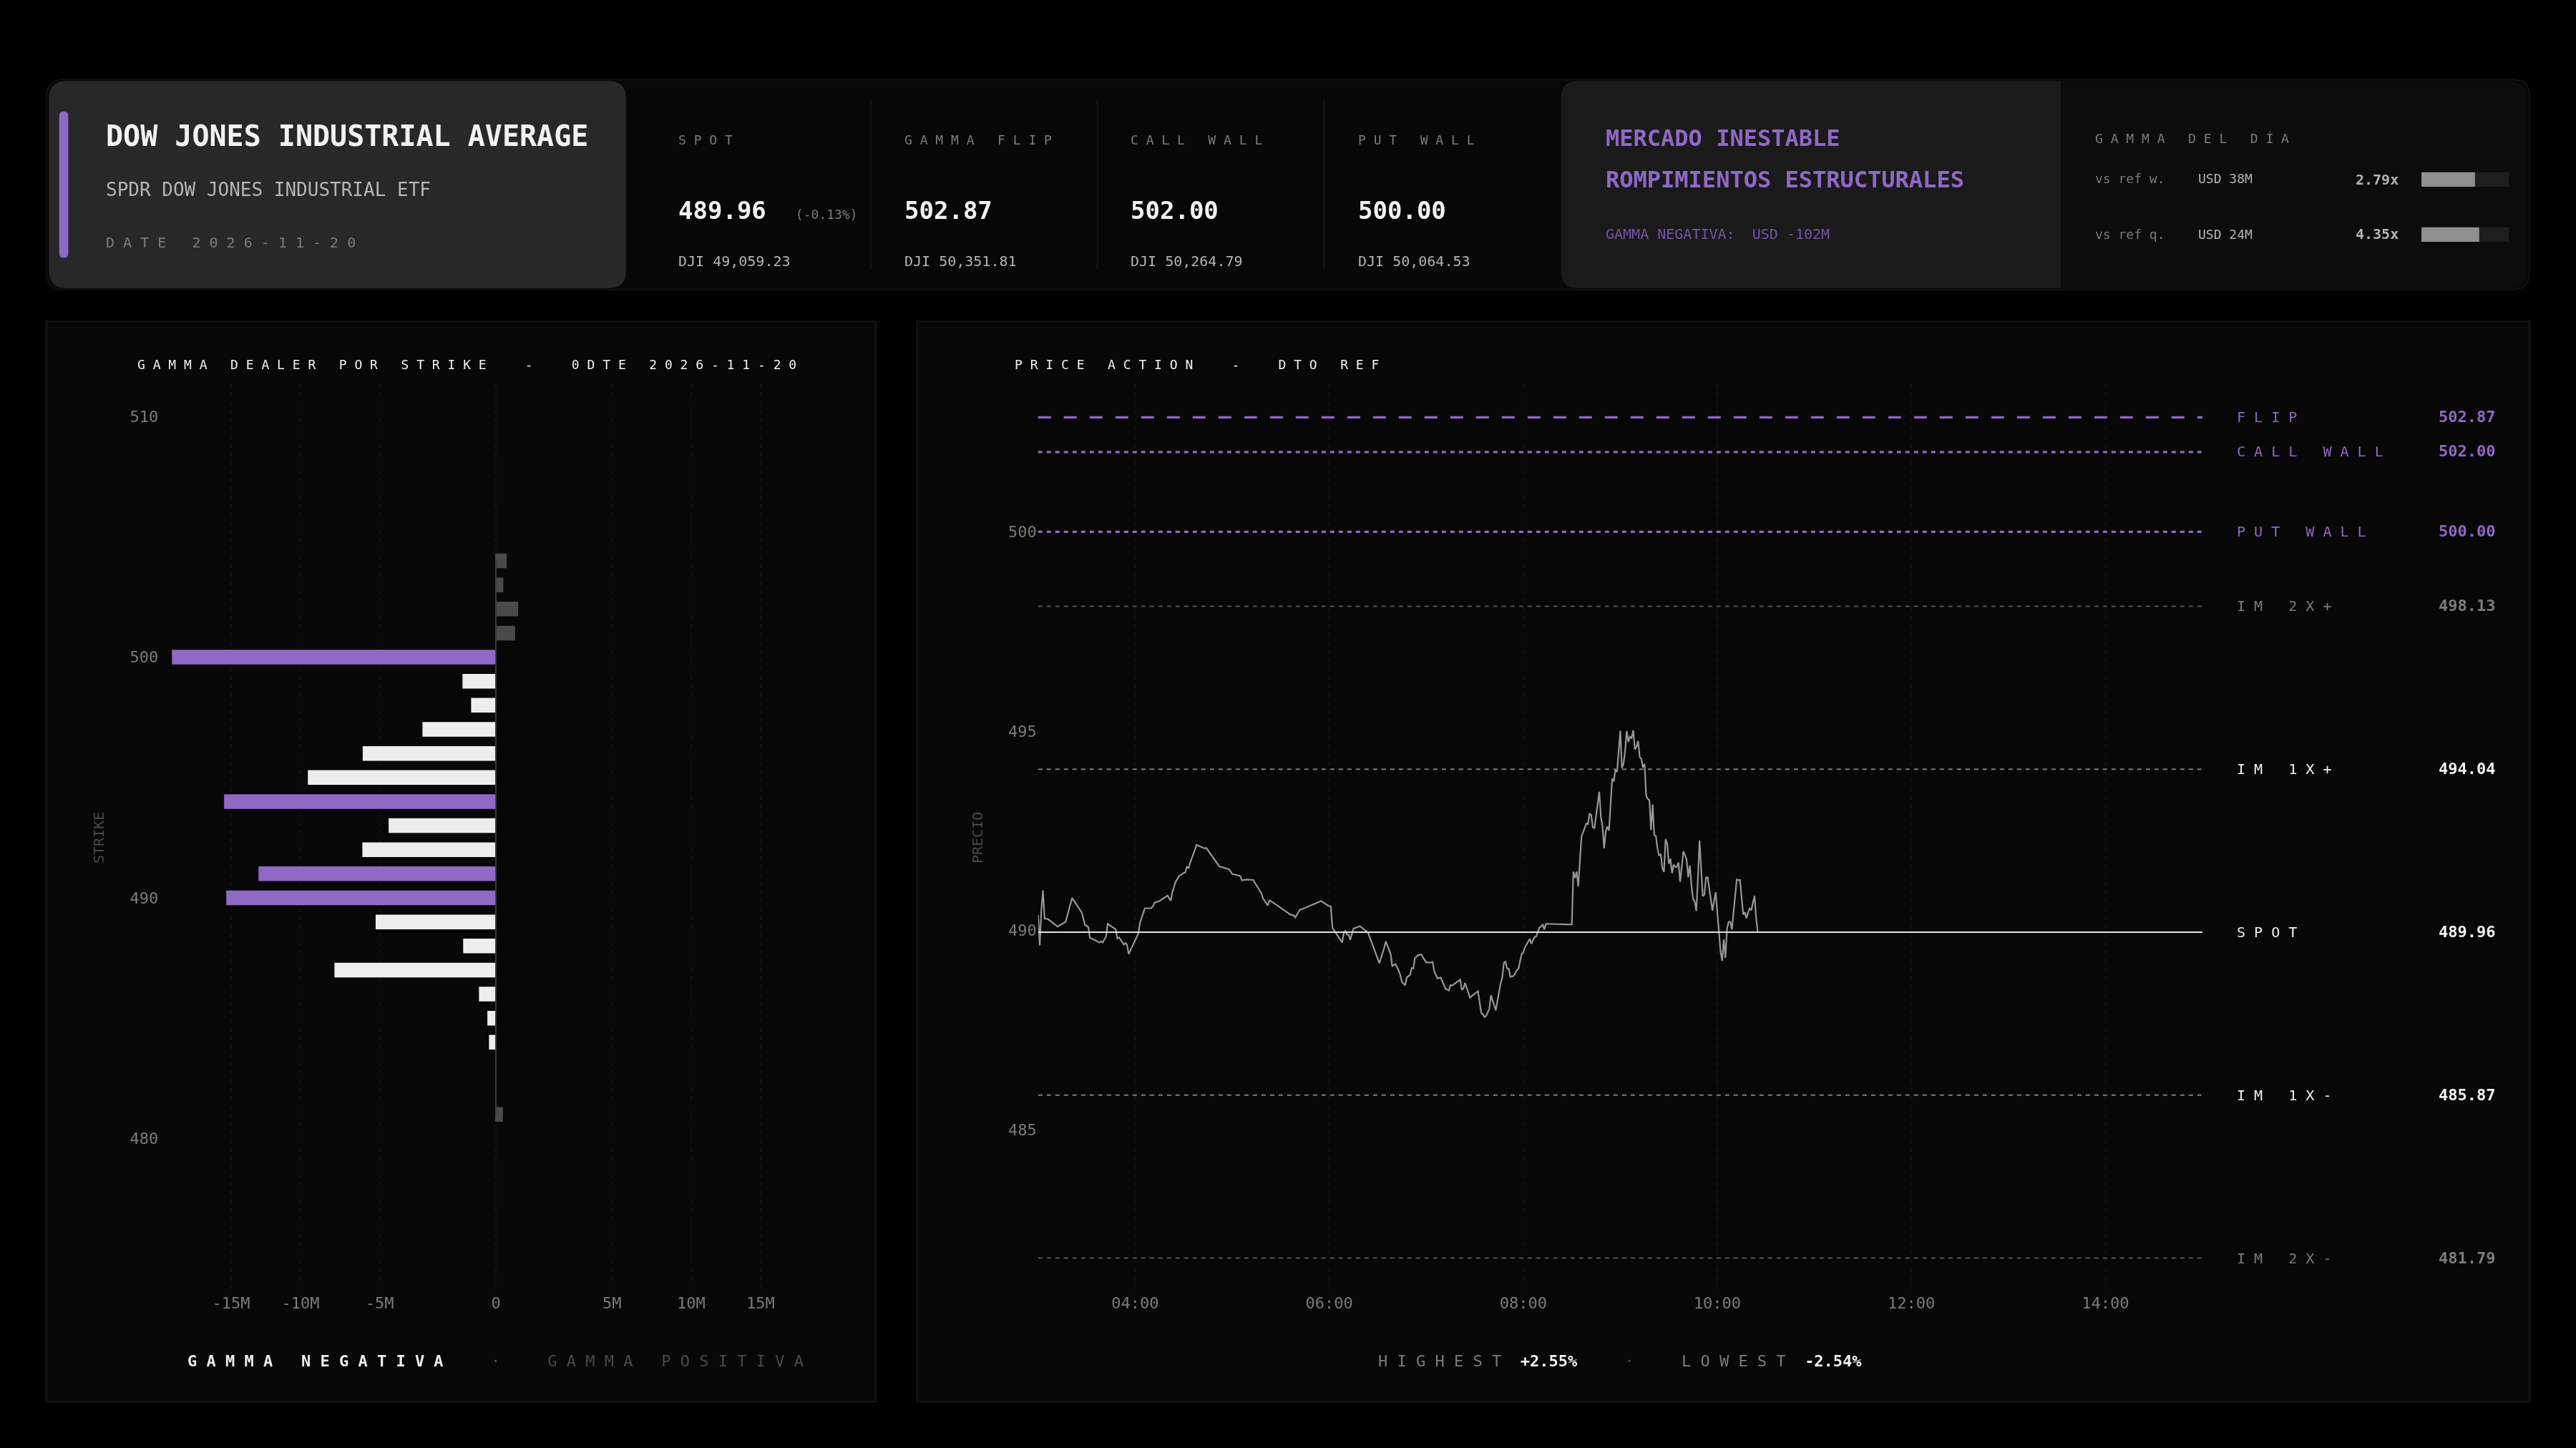 DOW JONES INDUSTRIAL AVERAGE
SPDR DOW JONES INDUSTRIAL ETF
DATE 2026-11-20
SPOT
489.96 (-0.13%)
DJI 49,059.23
GAMMA FLIP
502.87
DJI 50,351.81
CALL WALL
502.00
DJI 50,264.79
PUT WALL
500.00
DJI 50,064.53
MERCADO INESTABLE
ROMPIMIENTOS ESTRUCTURALES
GAMMA NEGATIVA: USD -102M
GAMMA DEL DÍA
vs ref w. USD 38M 2.79x
vs ref q. USD 24M 4.35x
GAMMA DEALER POR STRIKE - 0DTE 2026-11-20
STRIKE
510
500
490
480
-15M -10M -5M 0 5M 10M 15M
GAMMA NEGATIVA · GAMMA POSITIVA
PRICE ACTION - DTO REF
PRECIO
500
495
490
485
FLIP 502.87
CALL WALL 502.00
PUT WALL 500.00
IM 2X+ 498.13
IM 1X+ 494.04
SPOT 489.96
IM 1X- 485.87
IM 2X- 481.79
04:00 06:00 08:00 10:00 12:00 14:00
HIGHEST +2.55% · LOWEST -2.54%